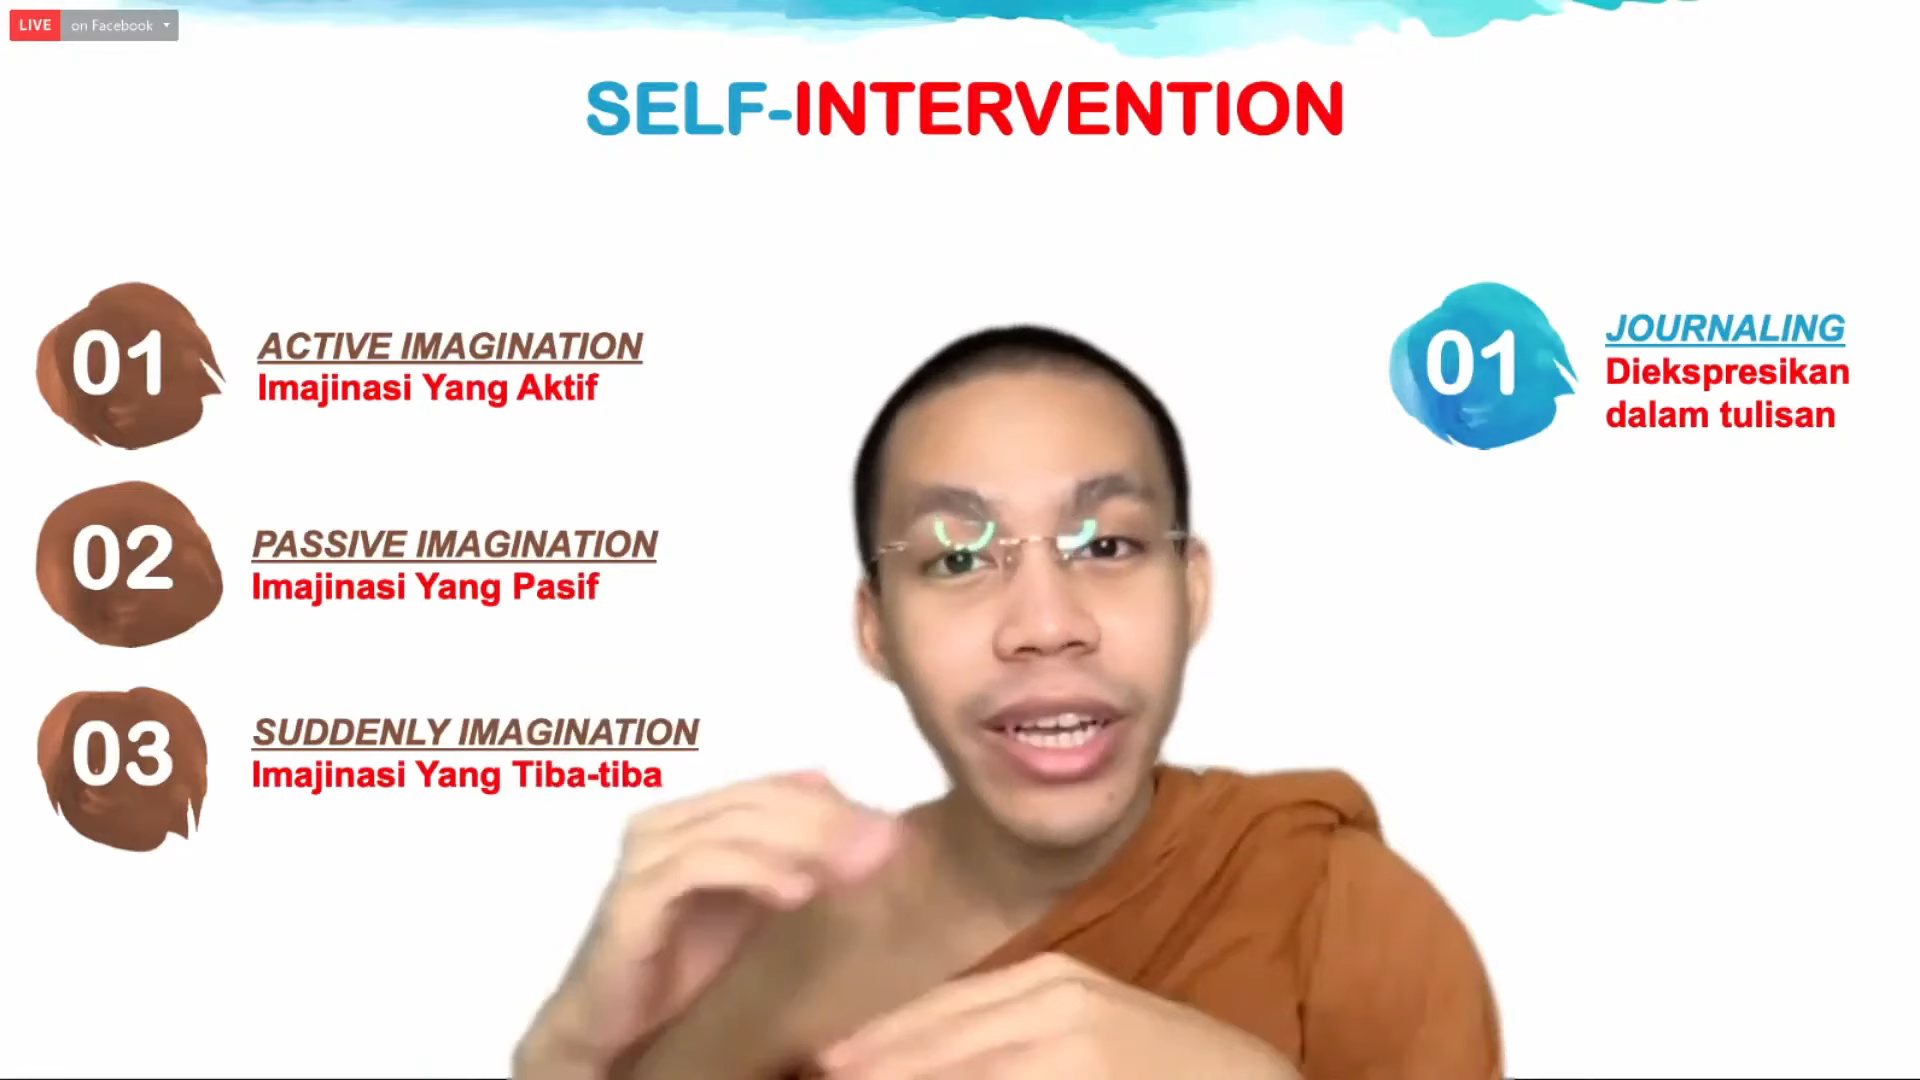 LIVE on Facebook
SELF-INTERVENTION
01
ACTIVE IMAGINATION
Imajinasi Yang Aktif
02
PASSIVE IMAGINATION
Imajinasi Yang Pasif
03
SUDDENLY IMAGINATION
Imajinasi Yang Tiba-tiba
01
JOURNALING
Diekspresikan
dalam tulisan